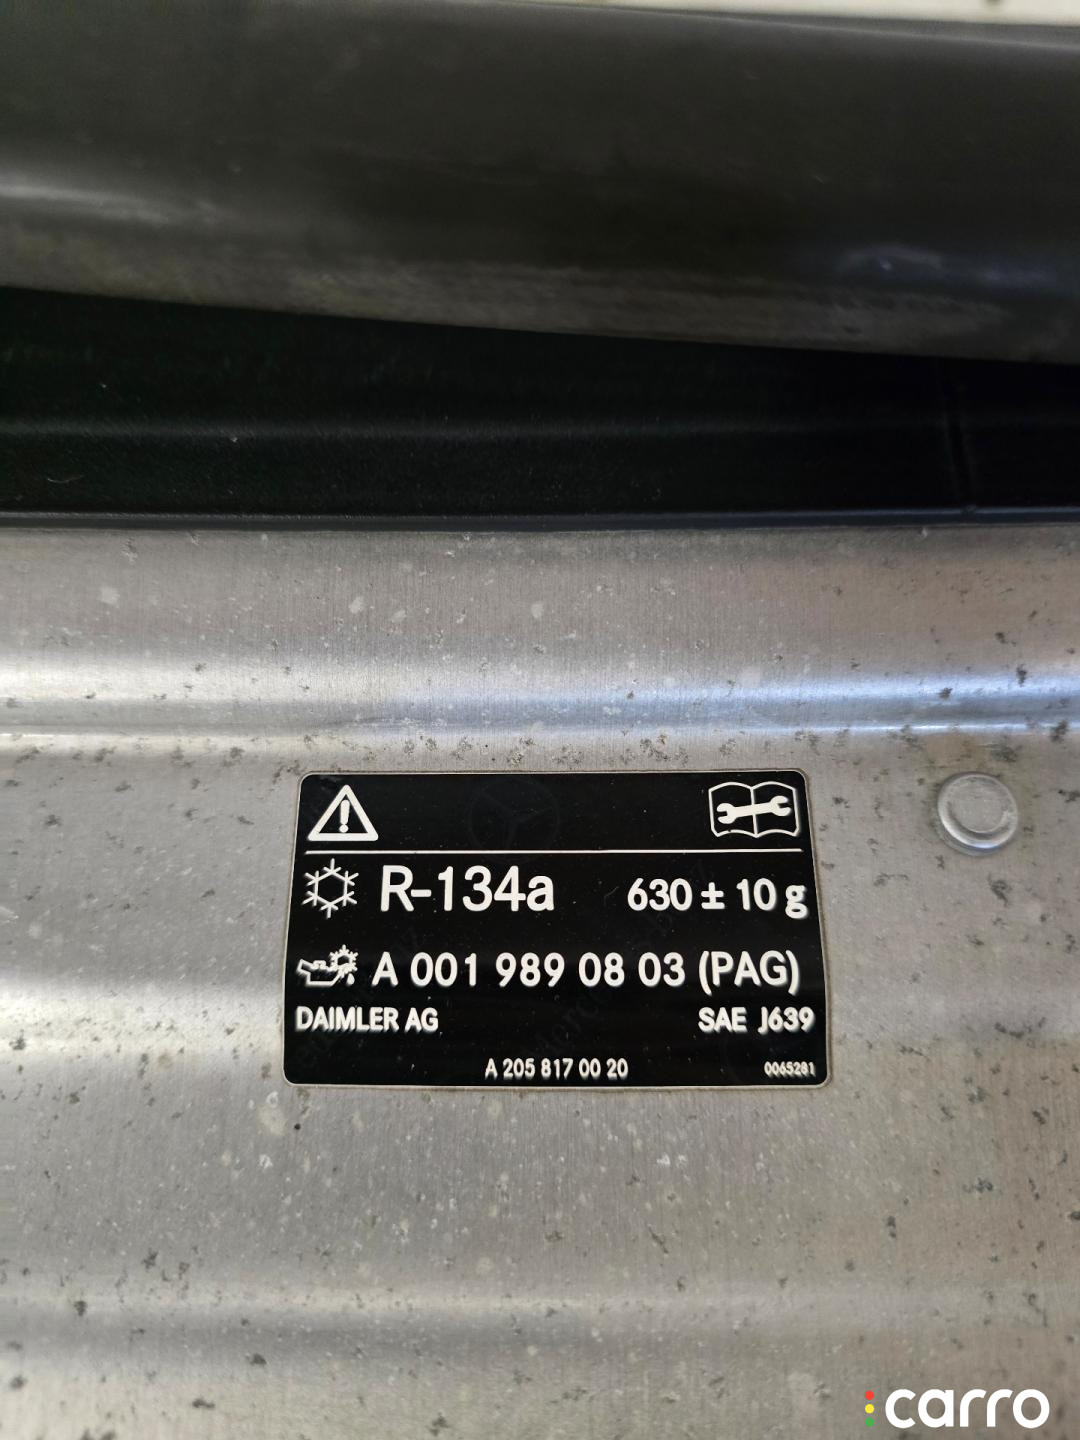 R-134a 630 ± 10 g
A 001 989 08 03 (PAG)
DAIMLER AG SAE J639
A 205 817 00 20 0065281
carro